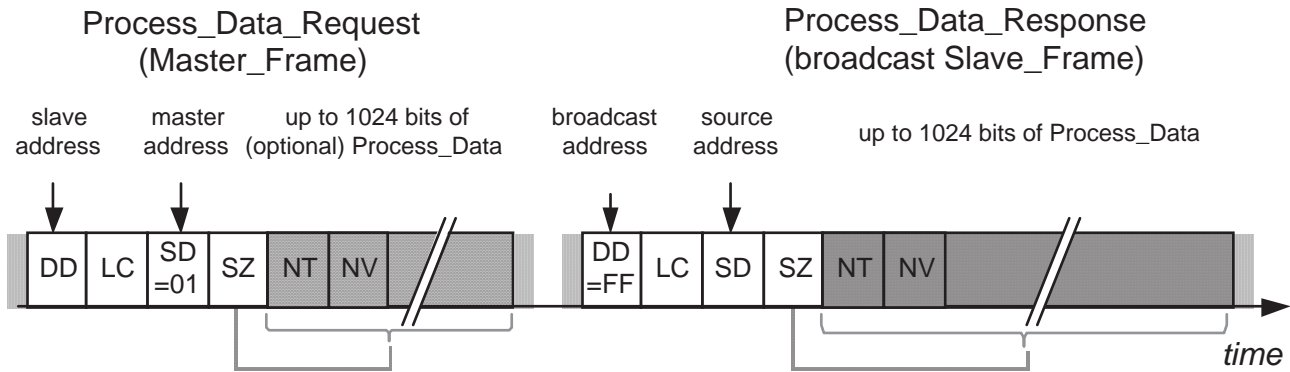 Process_Data_Request
(Master_Frame)
Process_Data_Response
(broadcast Slave_Frame)
slave
address
master
address
up to 1024 bits of
(optional) Process_Data
broadcast
address
source
address
up to 1024 bits of Process_Data
DD
LC
SD
=01
SZ
NT
NV
DD
=FF
LC
SD
SZ
NT
NV
time